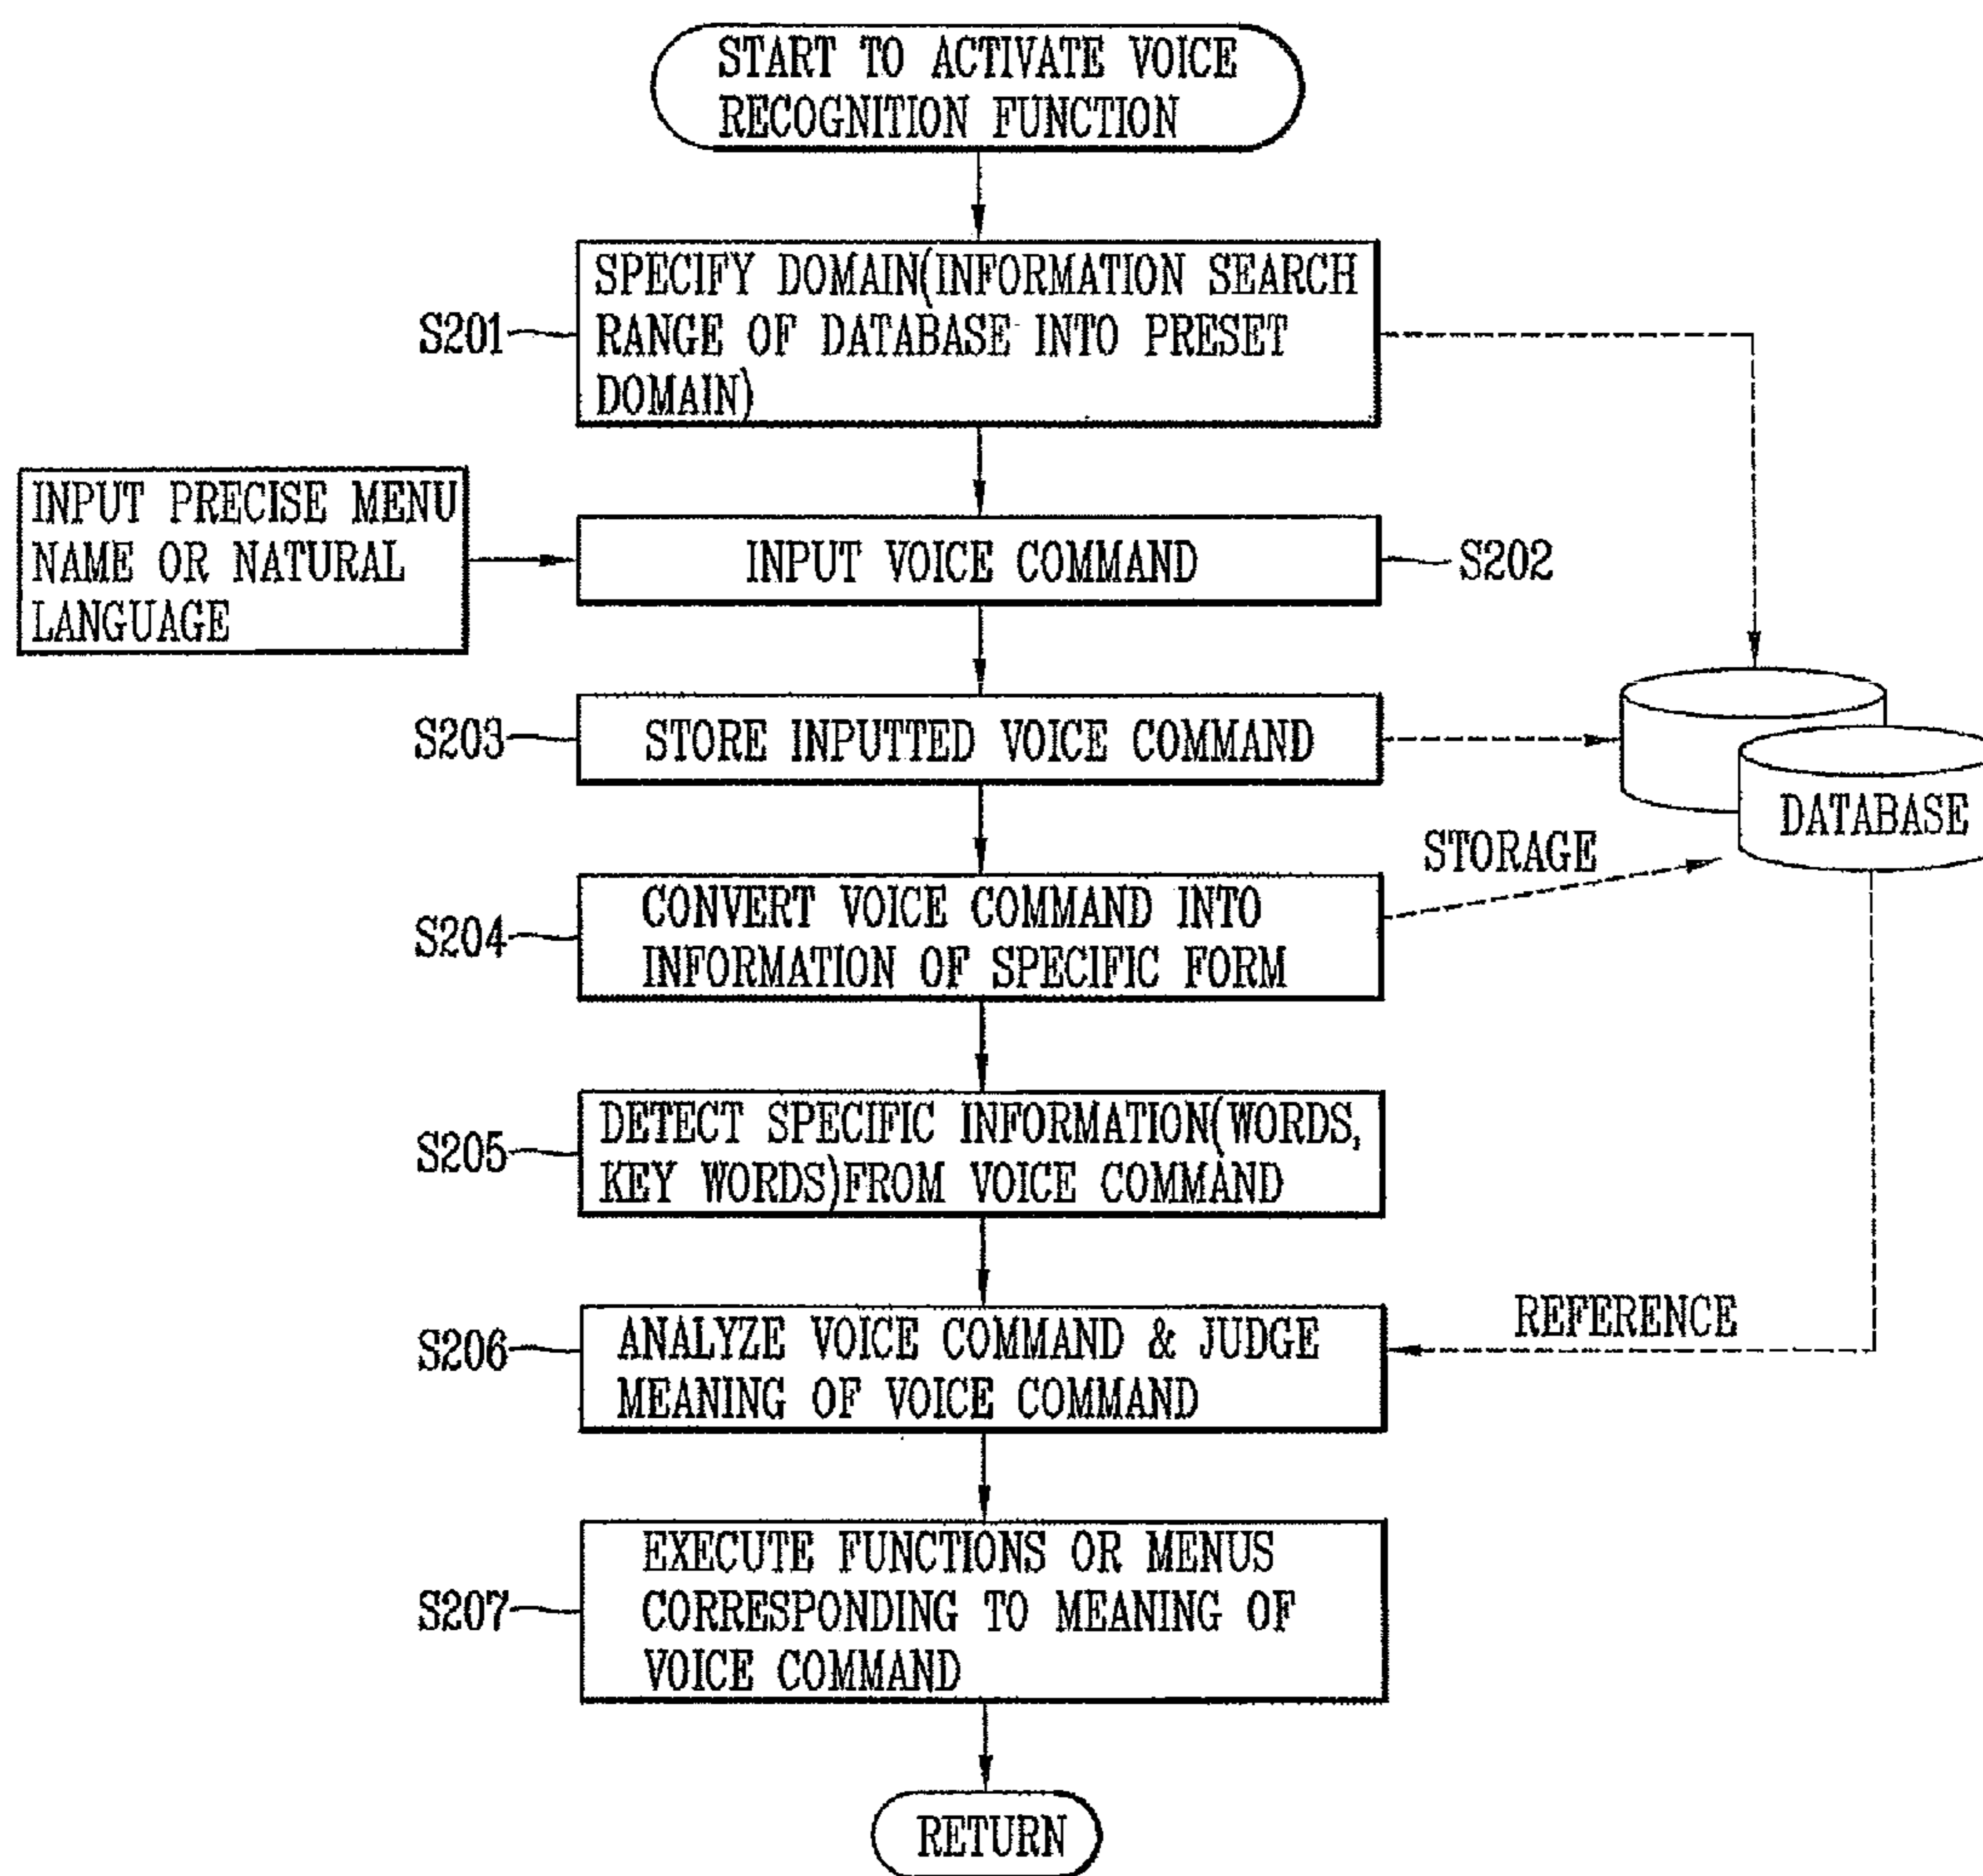 START TO ACTIVATE VOICE
RECOGNITION FUNCTION
S201
SPECIFY DOMAIN(INFORMATION SEARCH
RANGE OF DATABASE INTO PRESET
DOMAIN)
INPUT PRECISE MENU
NAME OR NATURAL
LANGUAGE
INPUT VOICE COMMAND
S202
S203
STORE INPUTTED VOICE COMMAND
DATABASE
STORAGE
S204
CONVERT VOICE COMMAND INTO
INFORMATION OF SPECIFIC FORM
S205
DETECT SPECIFIC INFORMATION(WORDS,
KEY WORDS)FROM VOICE COMMAND
REFERENCE
S206
ANALYZE VOICE COMMAND & JUDGE
MEANING OF VOICE COMMAND
S207
EXECUTE FUNCTIONS OR MENUS
CORRESPONDING TO MEANING OF
VOICE COMMAND
RETURN